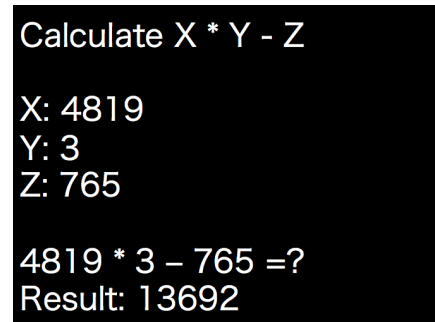 Calculate X * Y - Z
X: 4819
Y: 3
Z: 765
4819 * 3 – 765 =?
Result: 13692